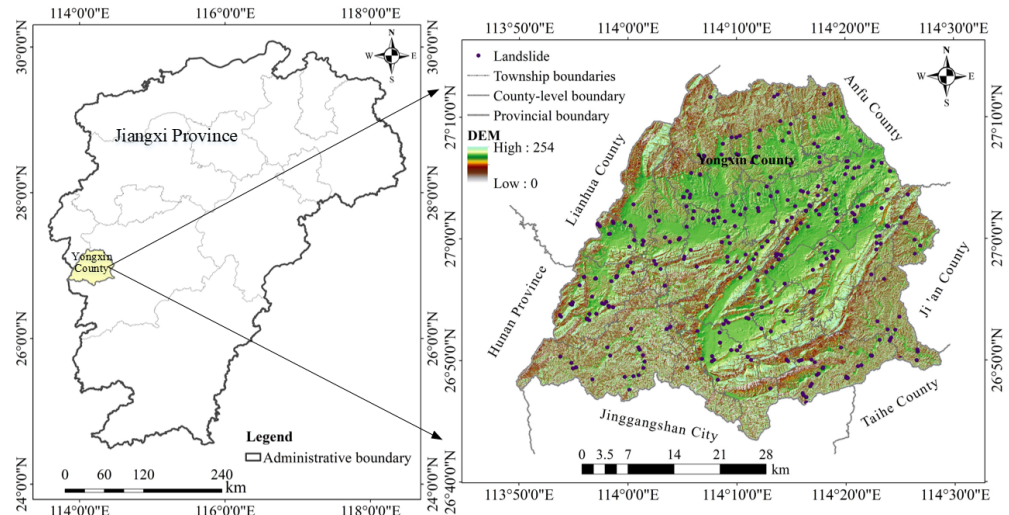 114°0'0"E 116°0'0"E 118°0'0"E
30°0'0"N
28°0'0"N
26°0'0"N
24°0'0"N
N
W E
S
Jiangxi Province
Yongxin
County
Legend
Administrative boundary
0 60 120 240
km
114°0'0"E 116°0'0"E 118°0'0"E
30°0'0"N
28°0'0"N
26°0'0"N
24°0'0"N
113°50'0"E 114°0'0"E 114°10'0"E 114°20'0"E 114°30'0"E
27°10'0"N
27°0'0"N
26°50'0"N
26°40'0"N
Landslide
Township boundaries
County-level boundary
Provincial boundary
DEM
High : 254
Low : 0
N
W E
S
Anfu County
Yongxin County
Lianhua County
Hunan Province
Ji 'an County
Taihe County
Jinggangshan City
0 3.5 7 14 21 28
km
27°10'0"N
27°0'0"N
26°50'0"N
26°40'0"N
113°50'0"E 114°0'0"E 114°10'0"E 114°20'0"E 114°30'0"E